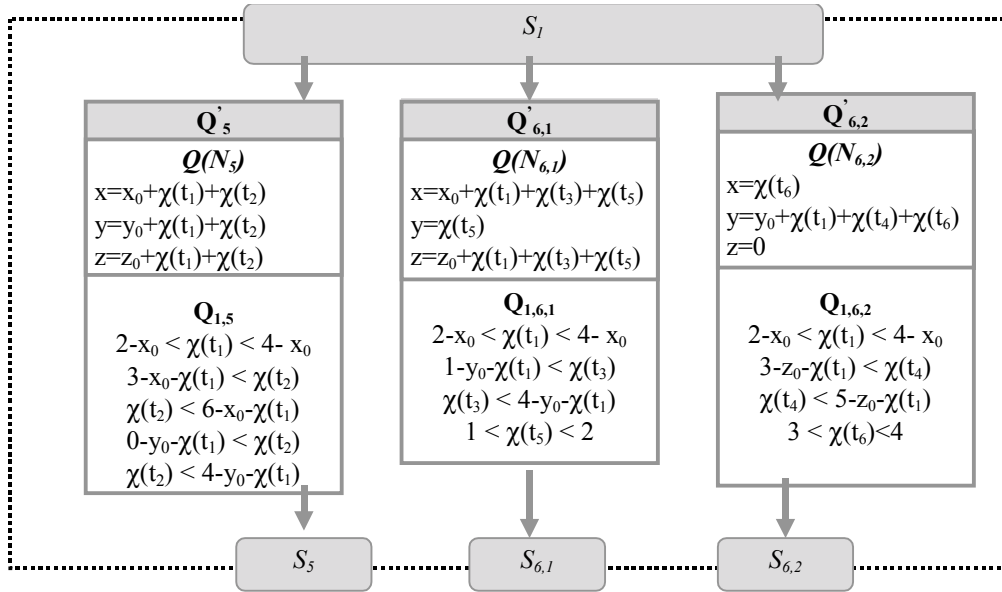 S₁
Q'₅
Q(N₅)
x=x₀+χ(t₁)+χ(t₂)
y=y₀+χ(t₁)+χ(t₂)
z=z₀+χ(t₁)+χ(t₂)
Q₁,₅
2-x₀ < χ(t₁) < 4- x₀
3-x₀-χ(t₁) < χ(t₂)
χ(t₂) < 6-x₀-χ(t₁)
0-y₀-χ(t₁) < χ(t₂)
χ(t₂) < 4-y₀-χ(t₁)
S₅
Q'₆,₁
Q(N₆,₁)
x=x₀+χ(t₁)+χ(t₃)+χ(t₅)
y=χ(t₅)
z=z₀+χ(t₁)+χ(t₃)+χ(t₅)
Q₁,₆,₁
2-x₀ < χ(t₁) < 4- x₀
1-y₀-χ(t₁) < χ(t₃)
χ(t₃) < 4-y₀-χ(t₁)
1 < χ(t₅) < 2
S₆,₁
Q'₆,₂
Q(N₆,₂)
x=χ(t₆)
y=y₀+χ(t₁)+χ(t₄)+χ(t₆)
z=0
Q₁,₆,₂
2-x₀ < χ(t₁) < 4- x₀
3-z₀-χ(t₁) < χ(t₄)
χ(t₄) < 5-z₀-χ(t₁)
3 < χ(t₆)<4
S₆,₂